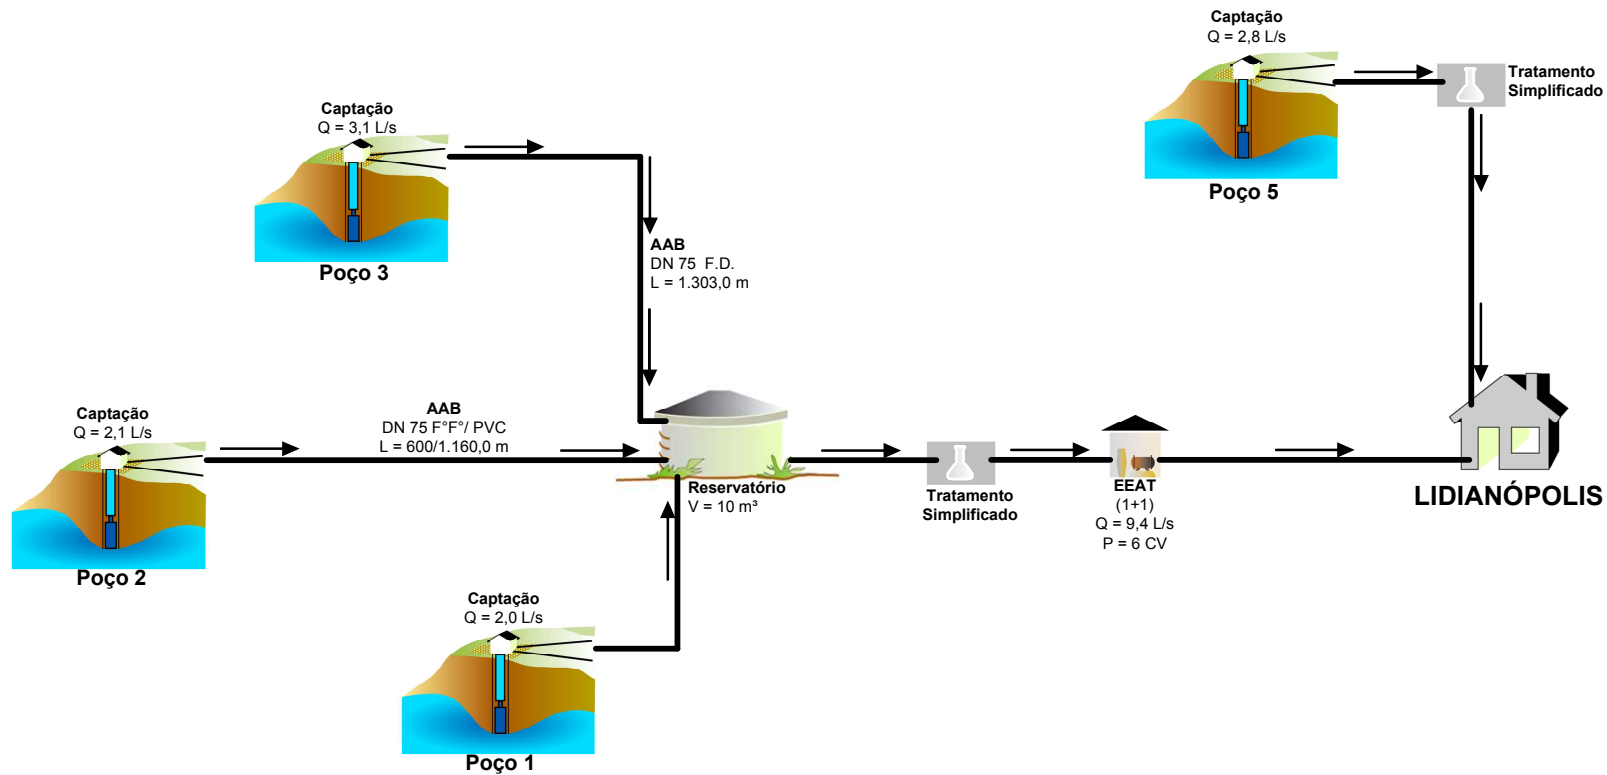 Captação
Q = 2,8 L/s
Tratamento
Simplificado
Poço 5
Captação
Q = 3,1 L/s
Poço 3
AAB
DN 75 F.D.
L = 1.303,0 m
Captação
Q = 2,1 L/s
Poço 2
AAB
DN 75 F°F°/ PVC
L = 600/1.160,0 m
Reservatório
V = 10 m³
Tratamento
Simplificado
EEAT
(1+1)
Q = 9,4 L/s
P = 6 CV
LIDIANÓPOLIS
Captação
Q = 2,0 L/s
Poço 1